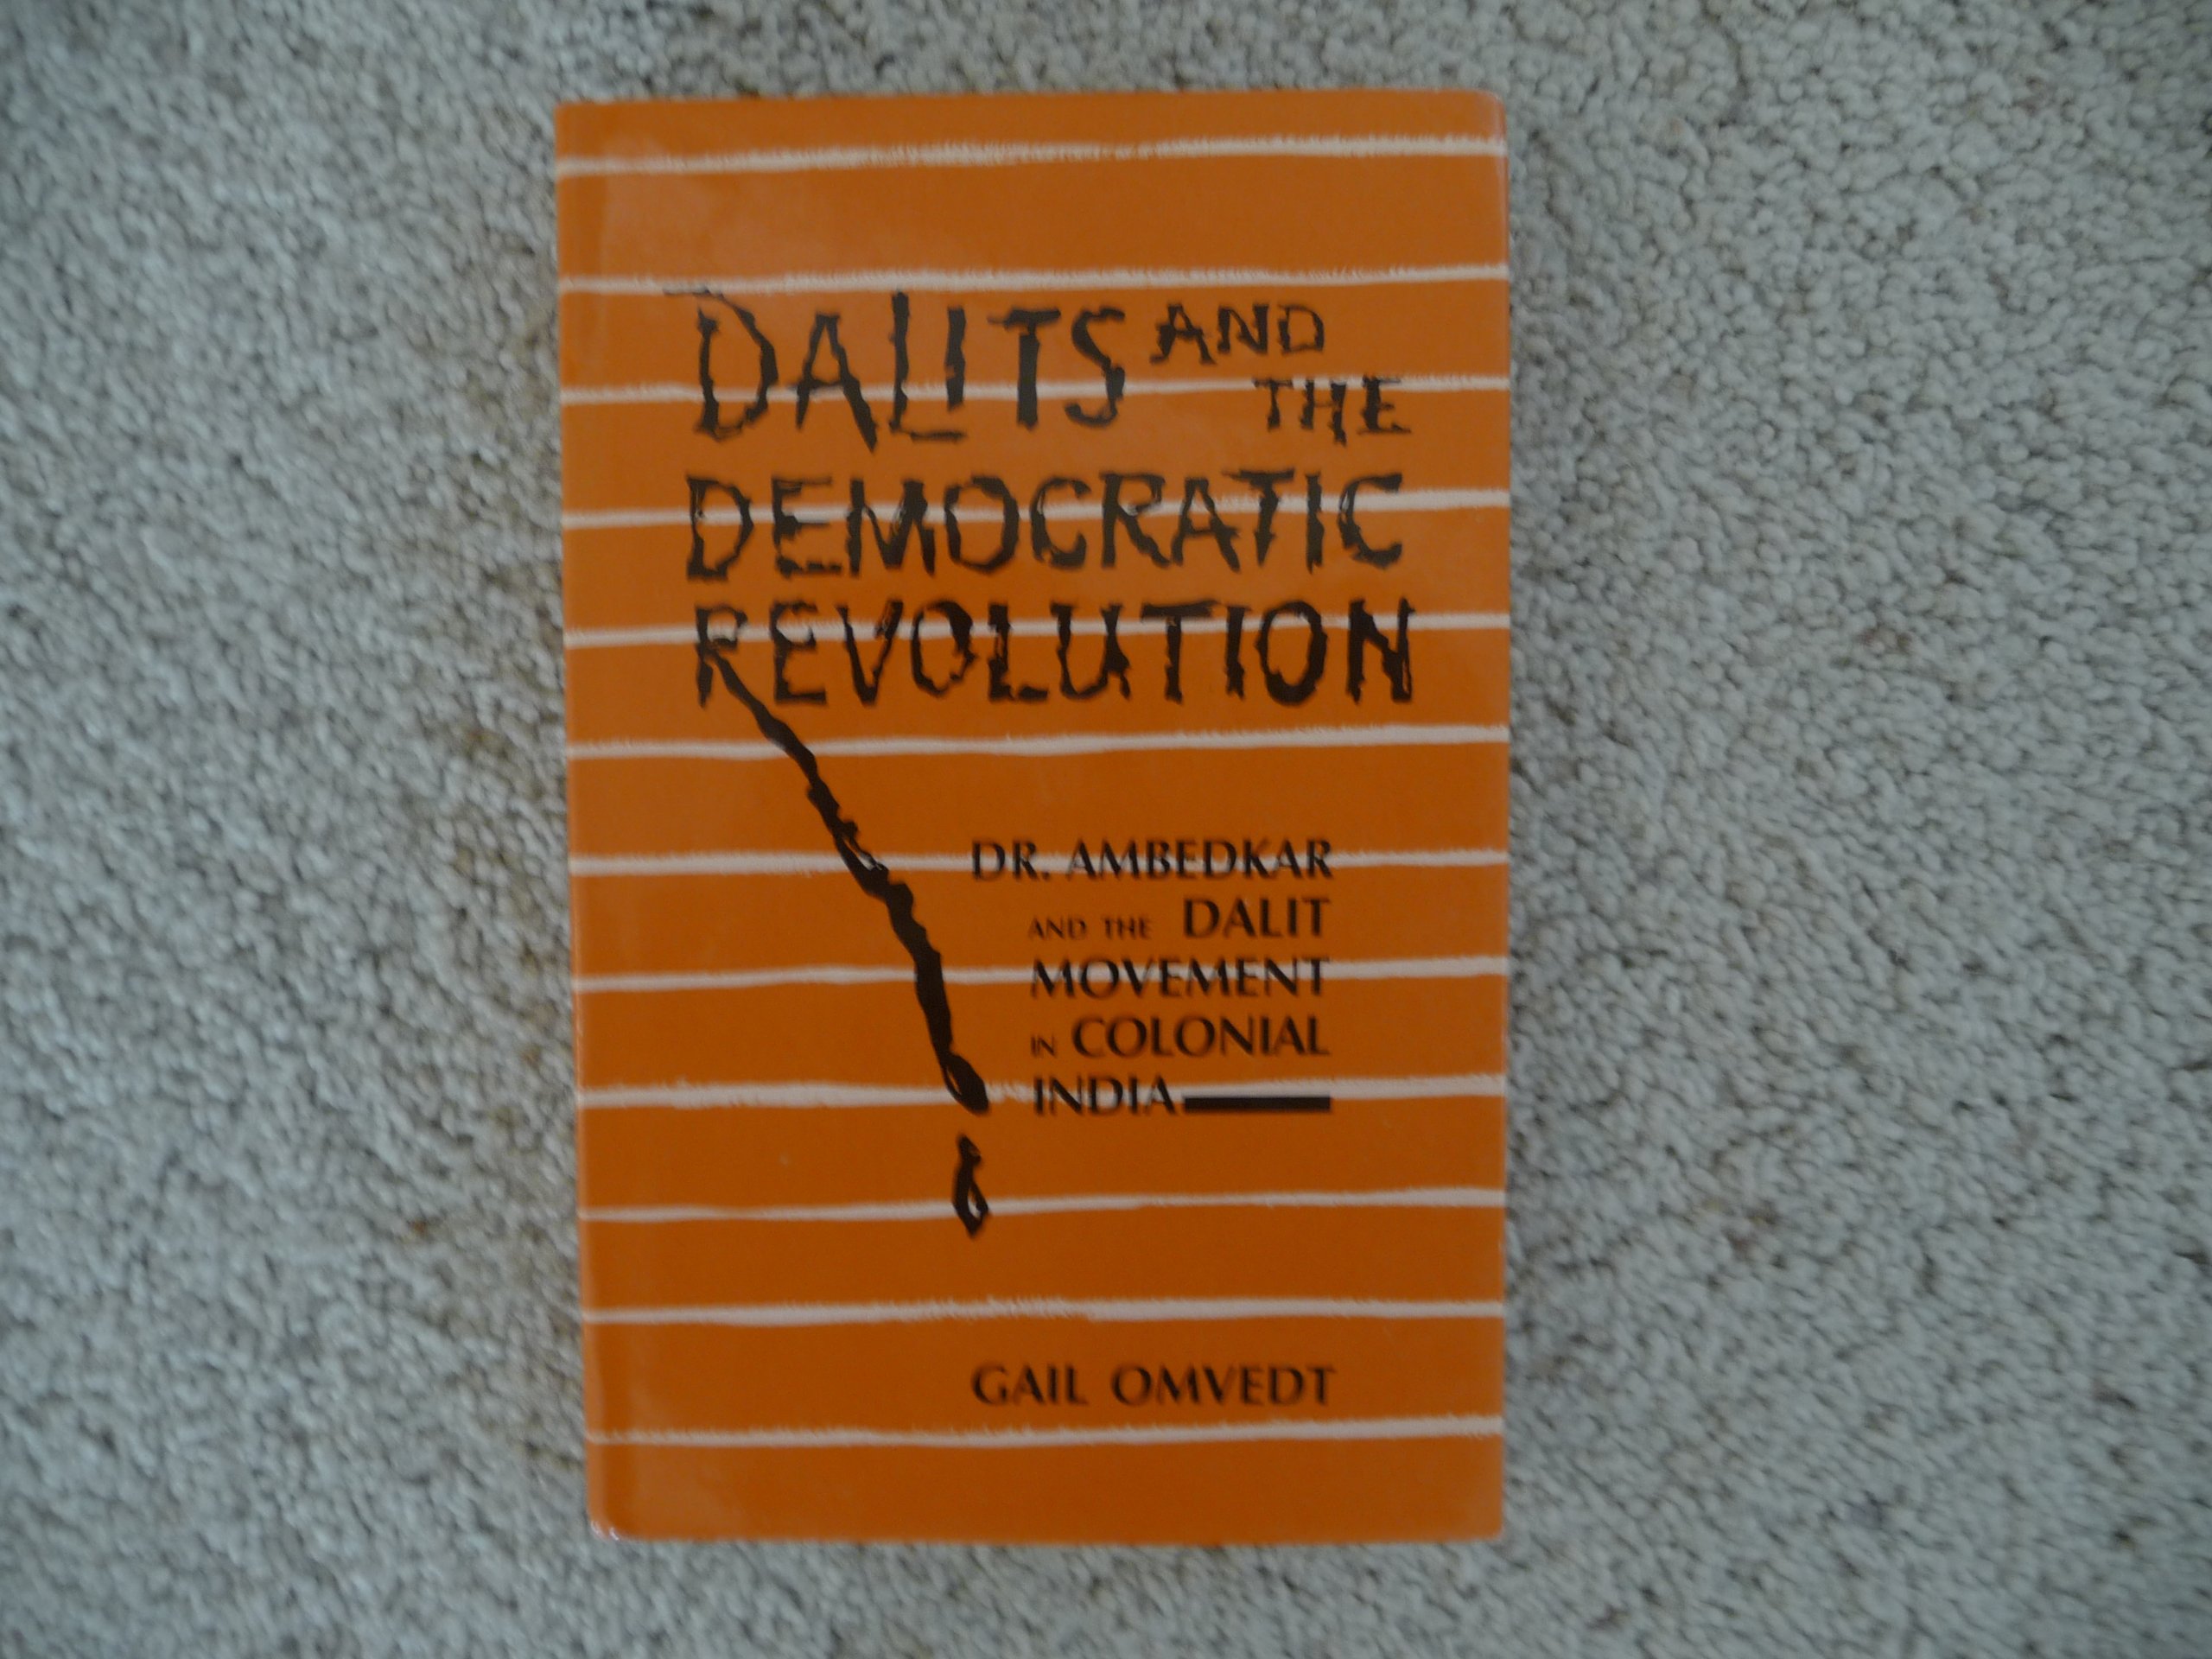 DALITS AND
THE
DEMOCRATIC
REVOLUTION
DR. AMBEDKAR
AND THE DALIT
MOVEMENT
IN COLONIAL
INDIA
GAIL OMVEDT